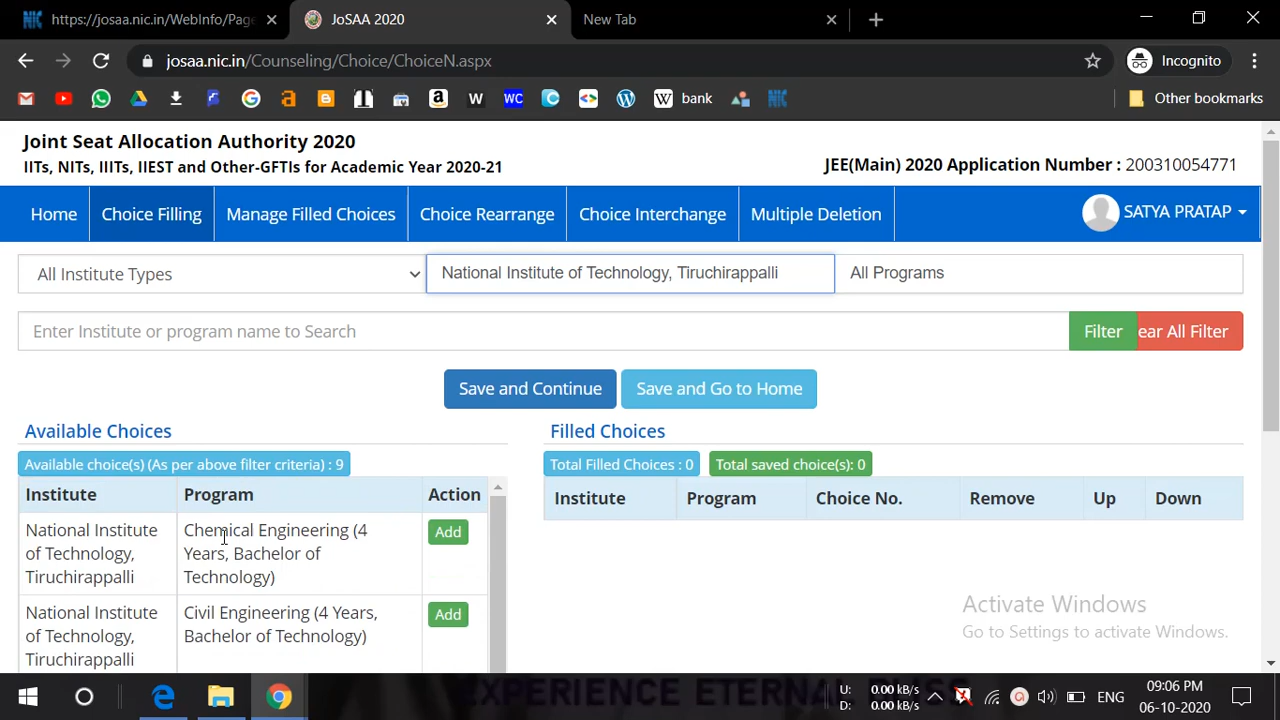 https://josaa.nic.in/WebInfo/Page
JoSAA 2020
New Tab
josaa.nic.in/Counseling/Choice/ChoiceN.aspx
Incognito
bank
Other bookmarks
Joint Seat Allocation Authority 2020
IITs, NITs, IIITs, IIEST and Other-GFTIs for Academic Year 2020-21
JEE(Main) 2020 Application Number : 200310054771
Home
Choice Filling
Manage Filled Choices
Choice Rearrange
Choice Interchange
Multiple Deletion
SATYA PRATAP
All Institute Types
National Institute of Technology, Tiruchirappalli
All Programs
Enter Institute or program name to Search
Filter
ear All Filter
Save and Continue
Save and Go to Home
Available Choices
Filled Choices
Available choice(s) (As per above filter criteria) : 9
Total Filled Choices : 0
Total saved choice(s): 0
Institute
Program
Action
Institute
Program
Choice No.
Remove
Up
Down
National Institute
of Technology,
Tiruchirappalli
Chemical Engineering (4
Years, Bachelor of
Technology)
Add
National Institute
of Technology,
Tiruchirappalli
Civil Engineering (4 Years,
Bachelor of Technology)
Add
Activate Windows
Go to Settings to activate Windows.
U: 0.00 kB/s
D: 0.00 kB/s
ENG
09:06 PM
06-10-2020